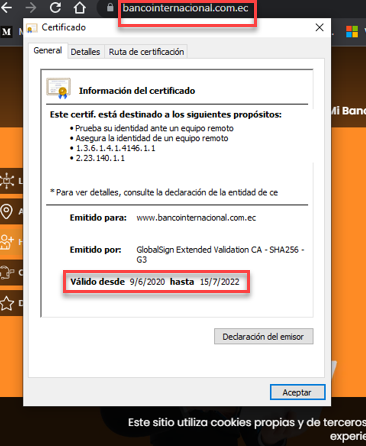 bancointernacional.com.ec
Certificado
General Detalles Ruta de certificación
Información del certificado
Este certif. está destinado a los siguientes propósitos:
• Prueba su identidad ante un equipo remoto
• Asegura la identidad de un equipo remoto
• 1.3.6.1.4.1.4146.1.1
• 2.23.140.1.1
* Para ver detalles, consulte la declaración de la entidad de ce
Emitido para: www.bancointernacional.com.ec
Emitido por: GlobalSign Extended Validation CA - SHA256 -
G3
Válido desde 9/6/2020 hasta 15/7/2022
Declaración del emisor
Aceptar
M
Mi Ban
L
A
H
D
Este sitio utiliza cookies propias y de terceros
experie